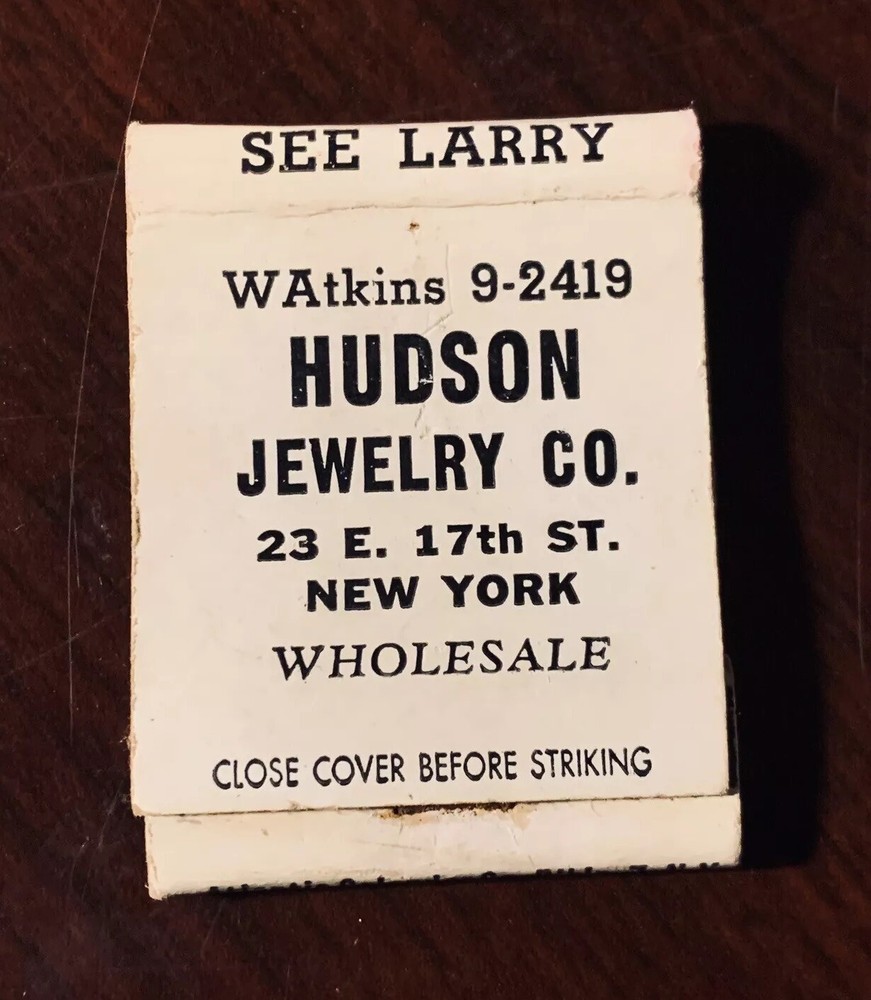 SEE LARRY
WAtkins 9-2419
HUDSON
JEWELRY CO.
23 E. 17th ST.
NEW YORK
WHOLESALE
CLOSE COVER BEFORE STRIKING